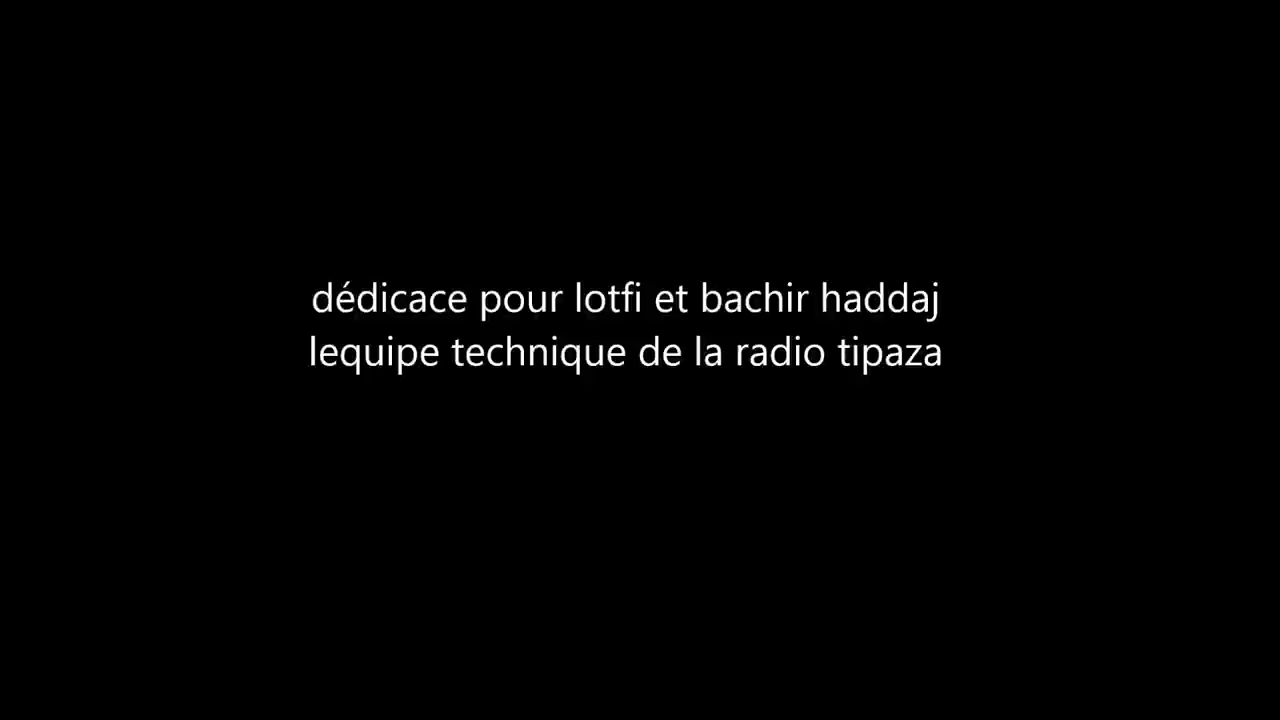 dédicace pour lotfi et bachir haddaj
lequipe technique de la radio tipaza